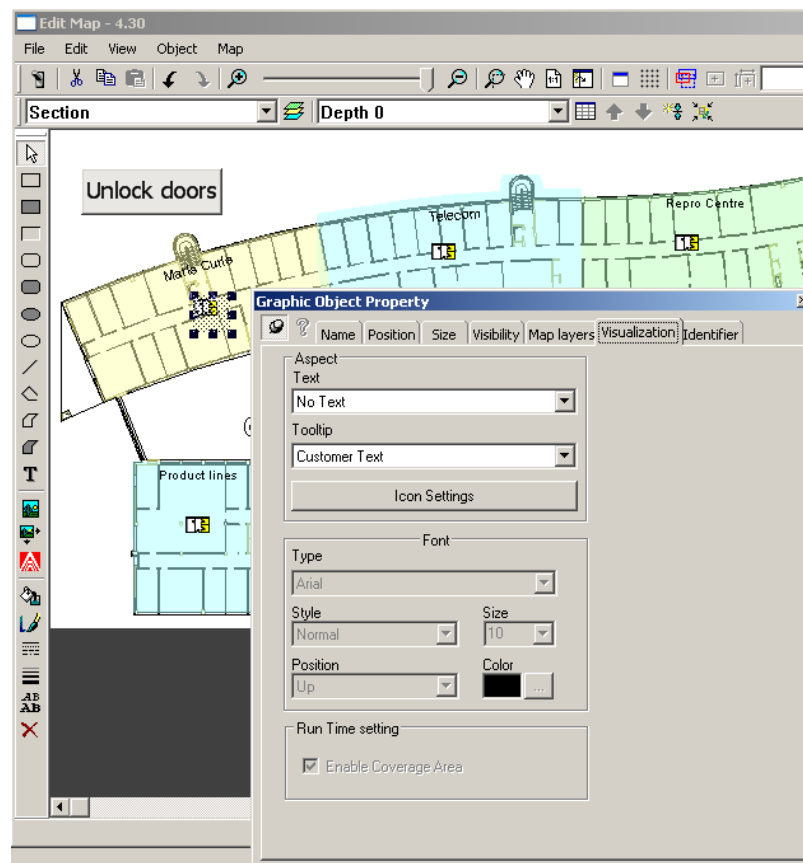 Edit Map - 4.30
File Edit View Object Map
Section Depth 0
Unlock doors
Marie Curie
Telecom
Repro Centre
Product lines
Graphic Object Property
Name Position Size Visibility Map layers Visualization Identifier
Aspect
Text
No Text
Tooltip
Customer Text
Icon Settings
Font
Type
Arial
Style Size
Normal 10
Position Color
Up ...
Run Time setting
Enable Coverage Area
T
AB
AB